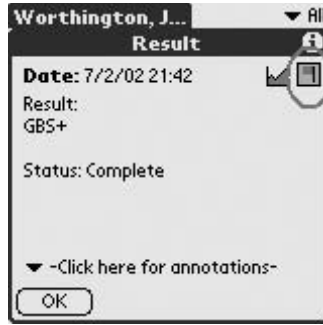 Worthington, J... All
Result
Date: 7/2/02 21:42
Result:
GBS+
Status: Complete
-Click here for annotations-
OK